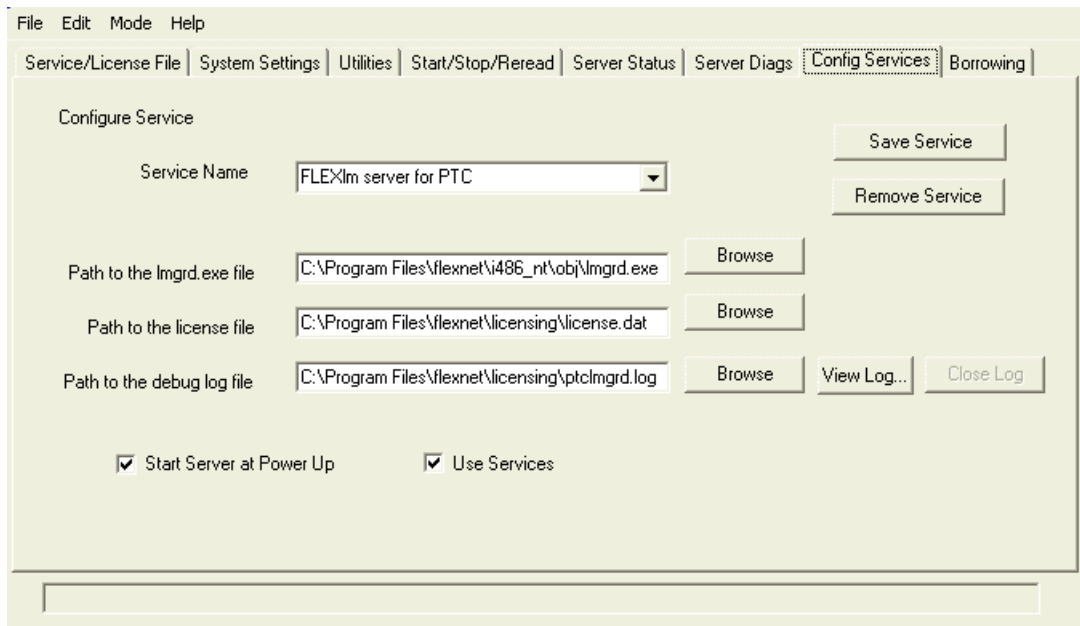 File Edit Mode Help
Service/License File System Settings Utilities Start/Stop/Reread Server Status Server Diags Config Services Borrowing
Configure Service
Save Service
Service Name FLEXlm server for PTC
Remove Service
Path to the lmgrd.exe file C:\Program Files\flexnet\i486_nt\obj\lmgrd.exe Browse
Path to the license file C:\Program Files\flexnet\licensing\license.dat Browse
Path to the debug log file C:\Program Files\flexnet\licensing\ptclmgrd.log Browse View Log... Close Log
Start Server at Power Up Use Services